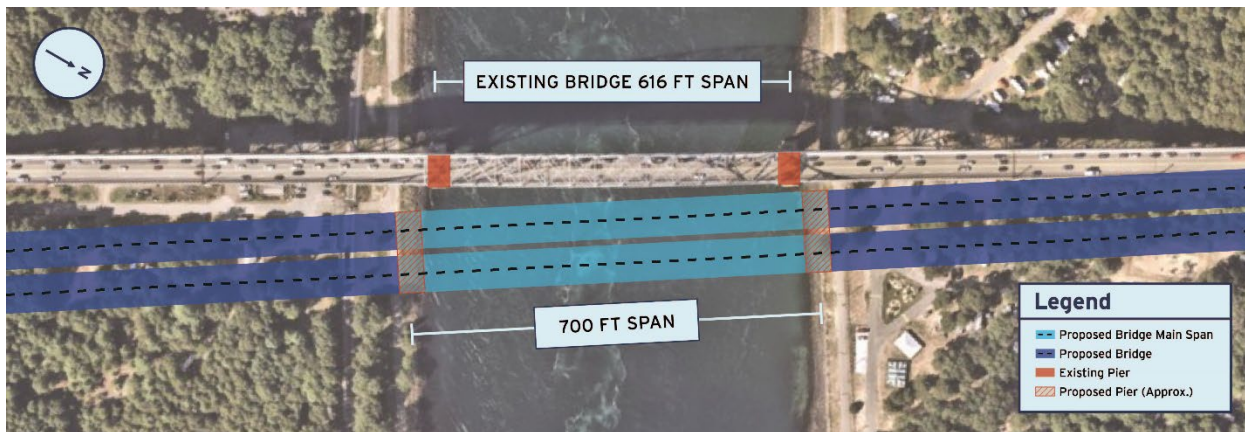 N
EXISTING BRIDGE 616 FT SPAN
700 FT SPAN
Legend
Proposed Bridge Main Span
Proposed Bridge
Existing Pier
Proposed Pier (Approx.)